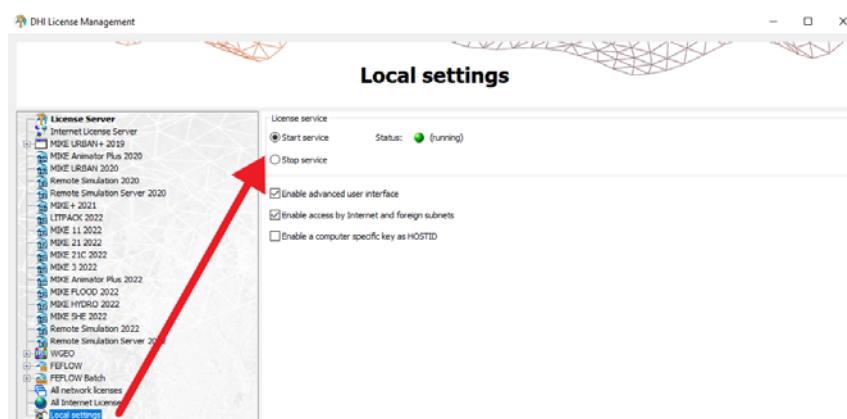 DHI License Management
Local settings
License Server
Internet License Server
MIKE URBAN+ 2019
MIKE Animator Plus 2020
MIKE URBAN 2020
Remote Simulation 2020
Remote Simulation Server 2020
MIKE+ 2021
LITPACK 2022
MIKE 11 2022
MIKE 21 2022
MIKE 21C 2022
MIKE 3 2022
MIKE Animator Plus 2022
MIKE FLOOD 2022
MIKE HYDRO 2022
MIKE SHE 2022
Remote Simulation 2022
Remote Simulation Server
WGEO
FEFLOW
FEFLOW Batch
All network licenses
All Internet
Local settings
License service
Start service Status: (running)
Stop service
Enable advanced user interface
Enable access by Internet and foreign subnets
Enable a computer specific key as HOSTID